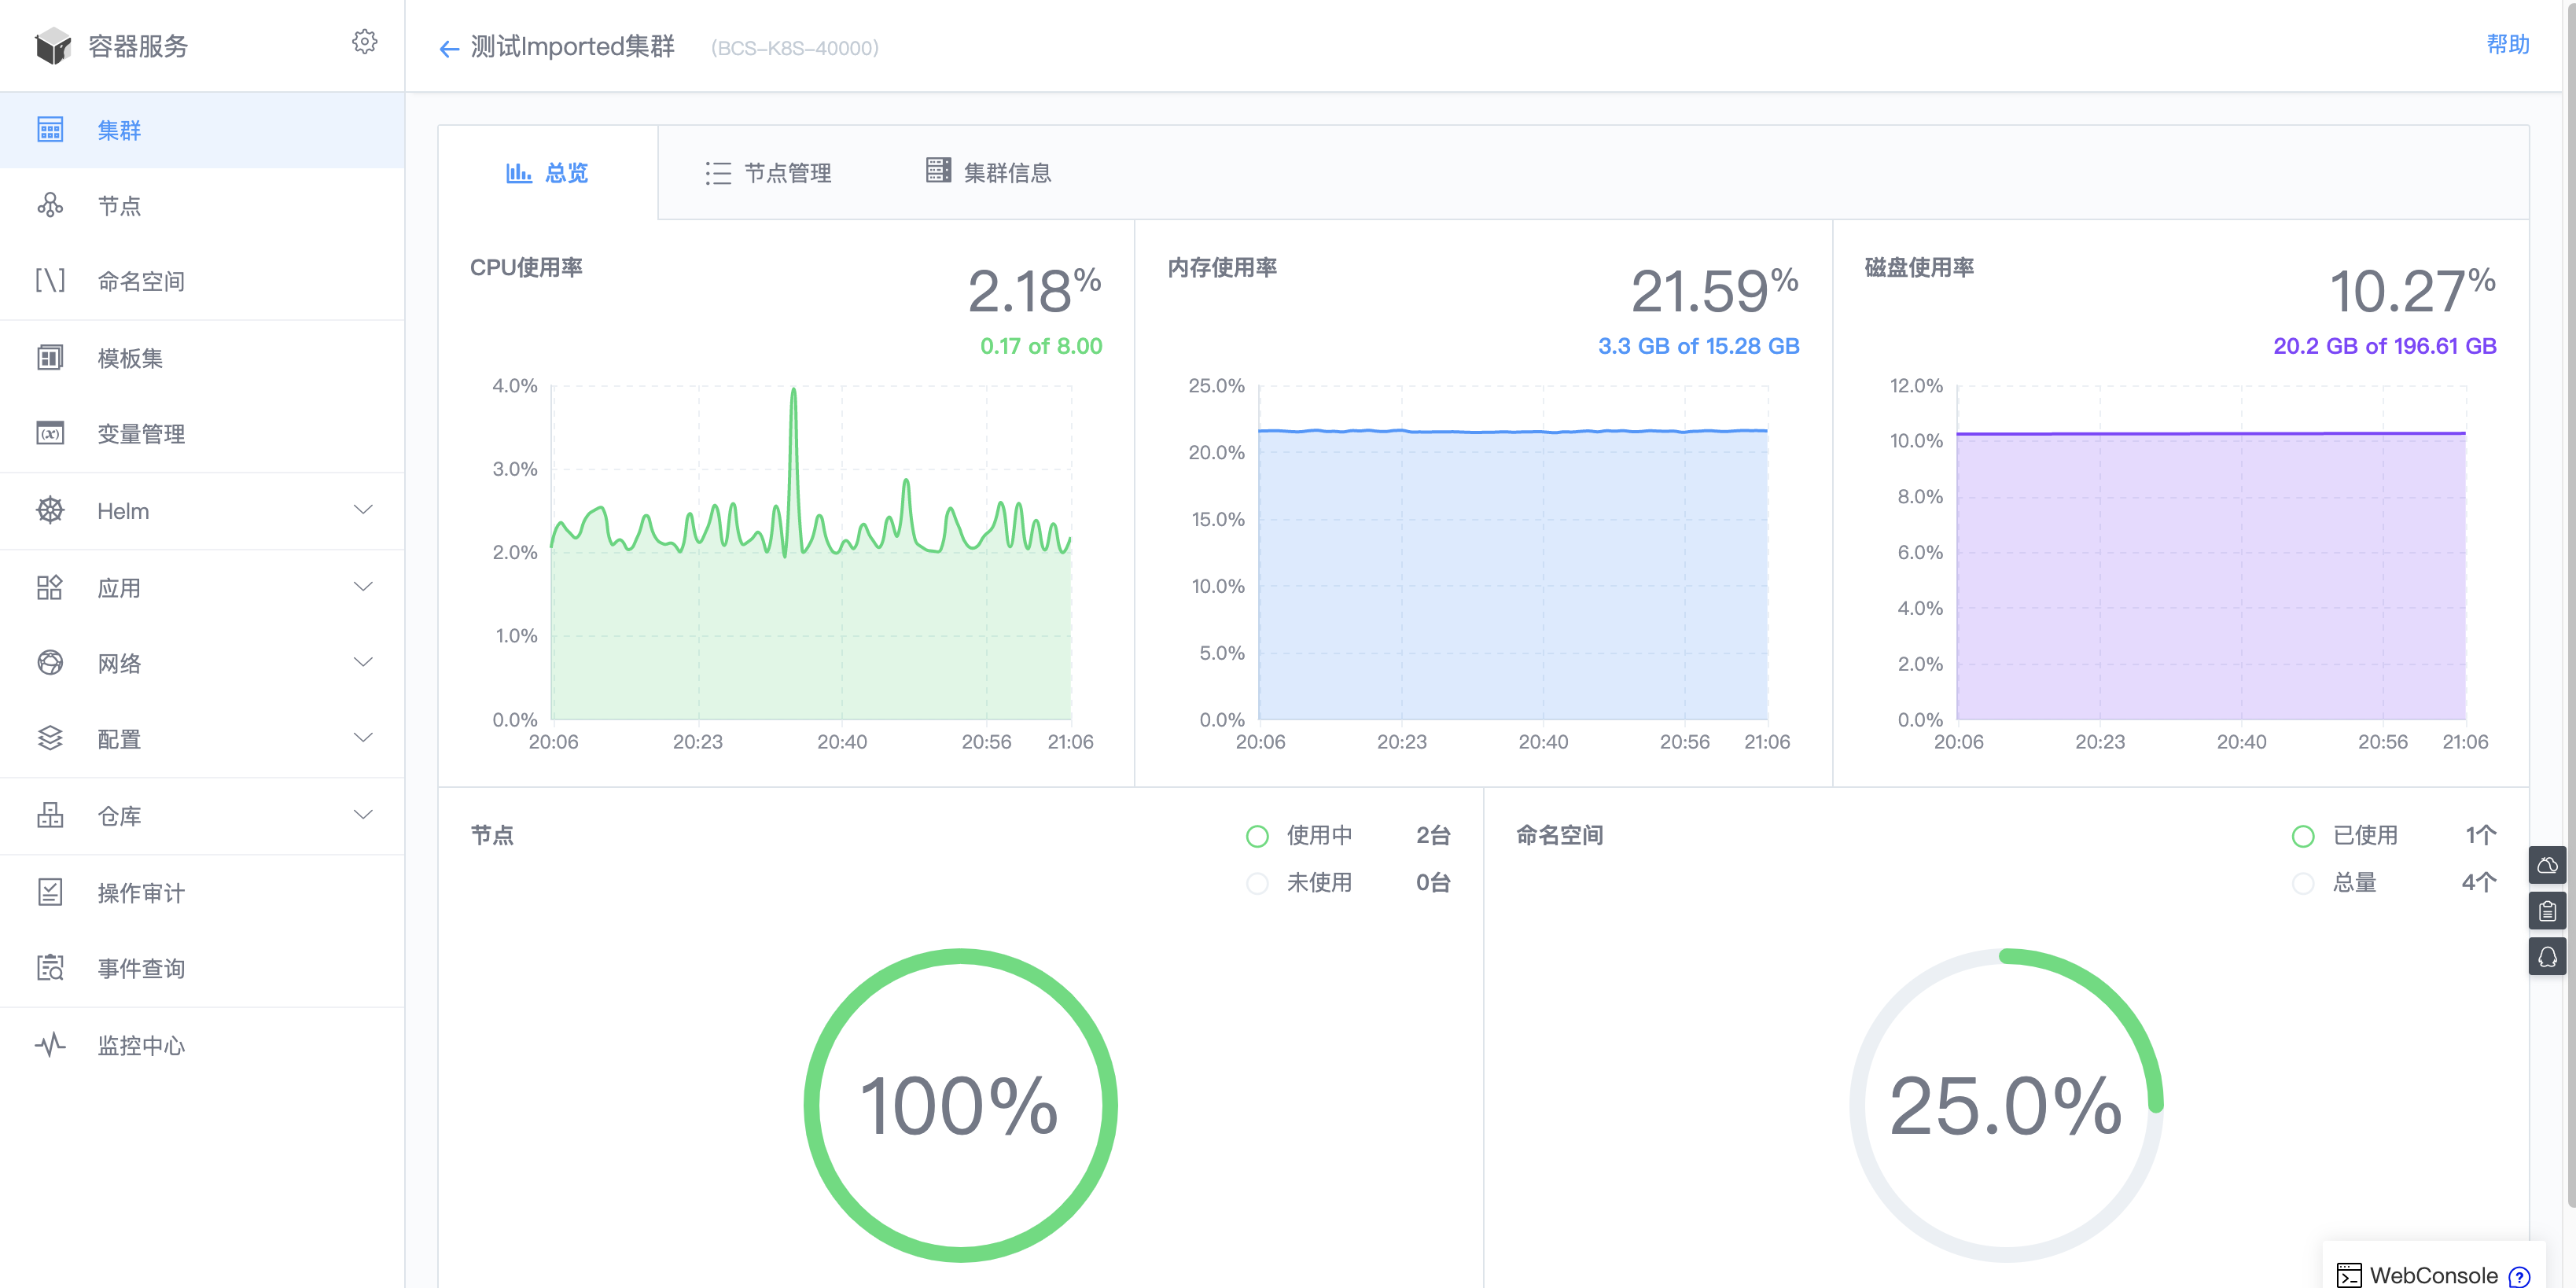 容器服务
集群
节点
[\] 命名空间
模板集
(x) 变量管理
Helm
应用
网络
配置
仓库
操作审计
事件查询
监控中心
测试Imported集群 (BCS-K8S-40000)
帮助
总览 节点管理 集群信息
CPU使用率
2.18%
0.17 of 8.00
4.0%
3.0%
2.0%
1.0%
0.0%
20:06 20:23 20:40 20:56 21:06
内存使用率
21.59%
3.3 GB of 15.28 GB
25.0%
20.0%
15.0%
10.0%
5.0%
0.0%
20:06 20:23 20:40 20:56 21:06
磁盘使用率
10.27%
20.2 GB of 196.61 GB
12.0%
10.0%
8.0%
6.0%
4.0%
2.0%
0.0%
20:06 20:23 20:40 20:56 21:06
节点
使用中 2台
未使用 0台
100%
命名空间
已使用 1个
总量 4个
25.0%
WebConsole ?